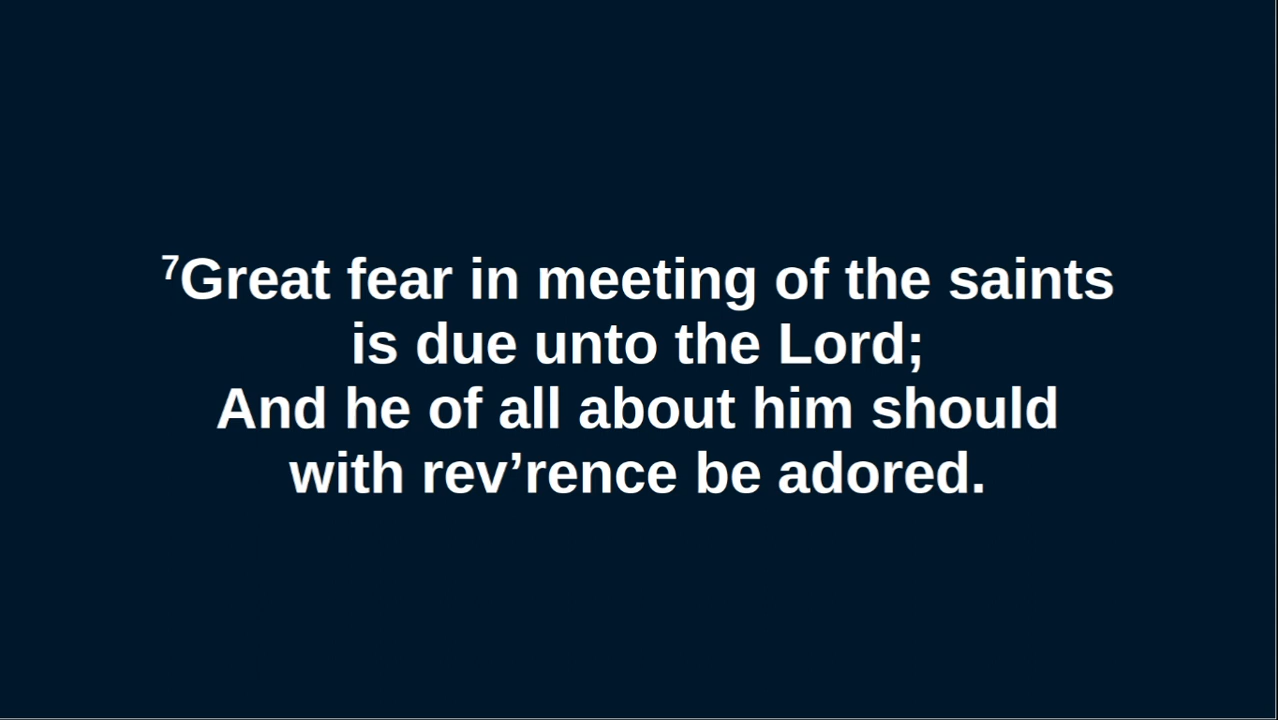 ⁷Great fear in meeting of the saints
is due unto the Lord;
And he of all about him should
with rev’rence be adored.